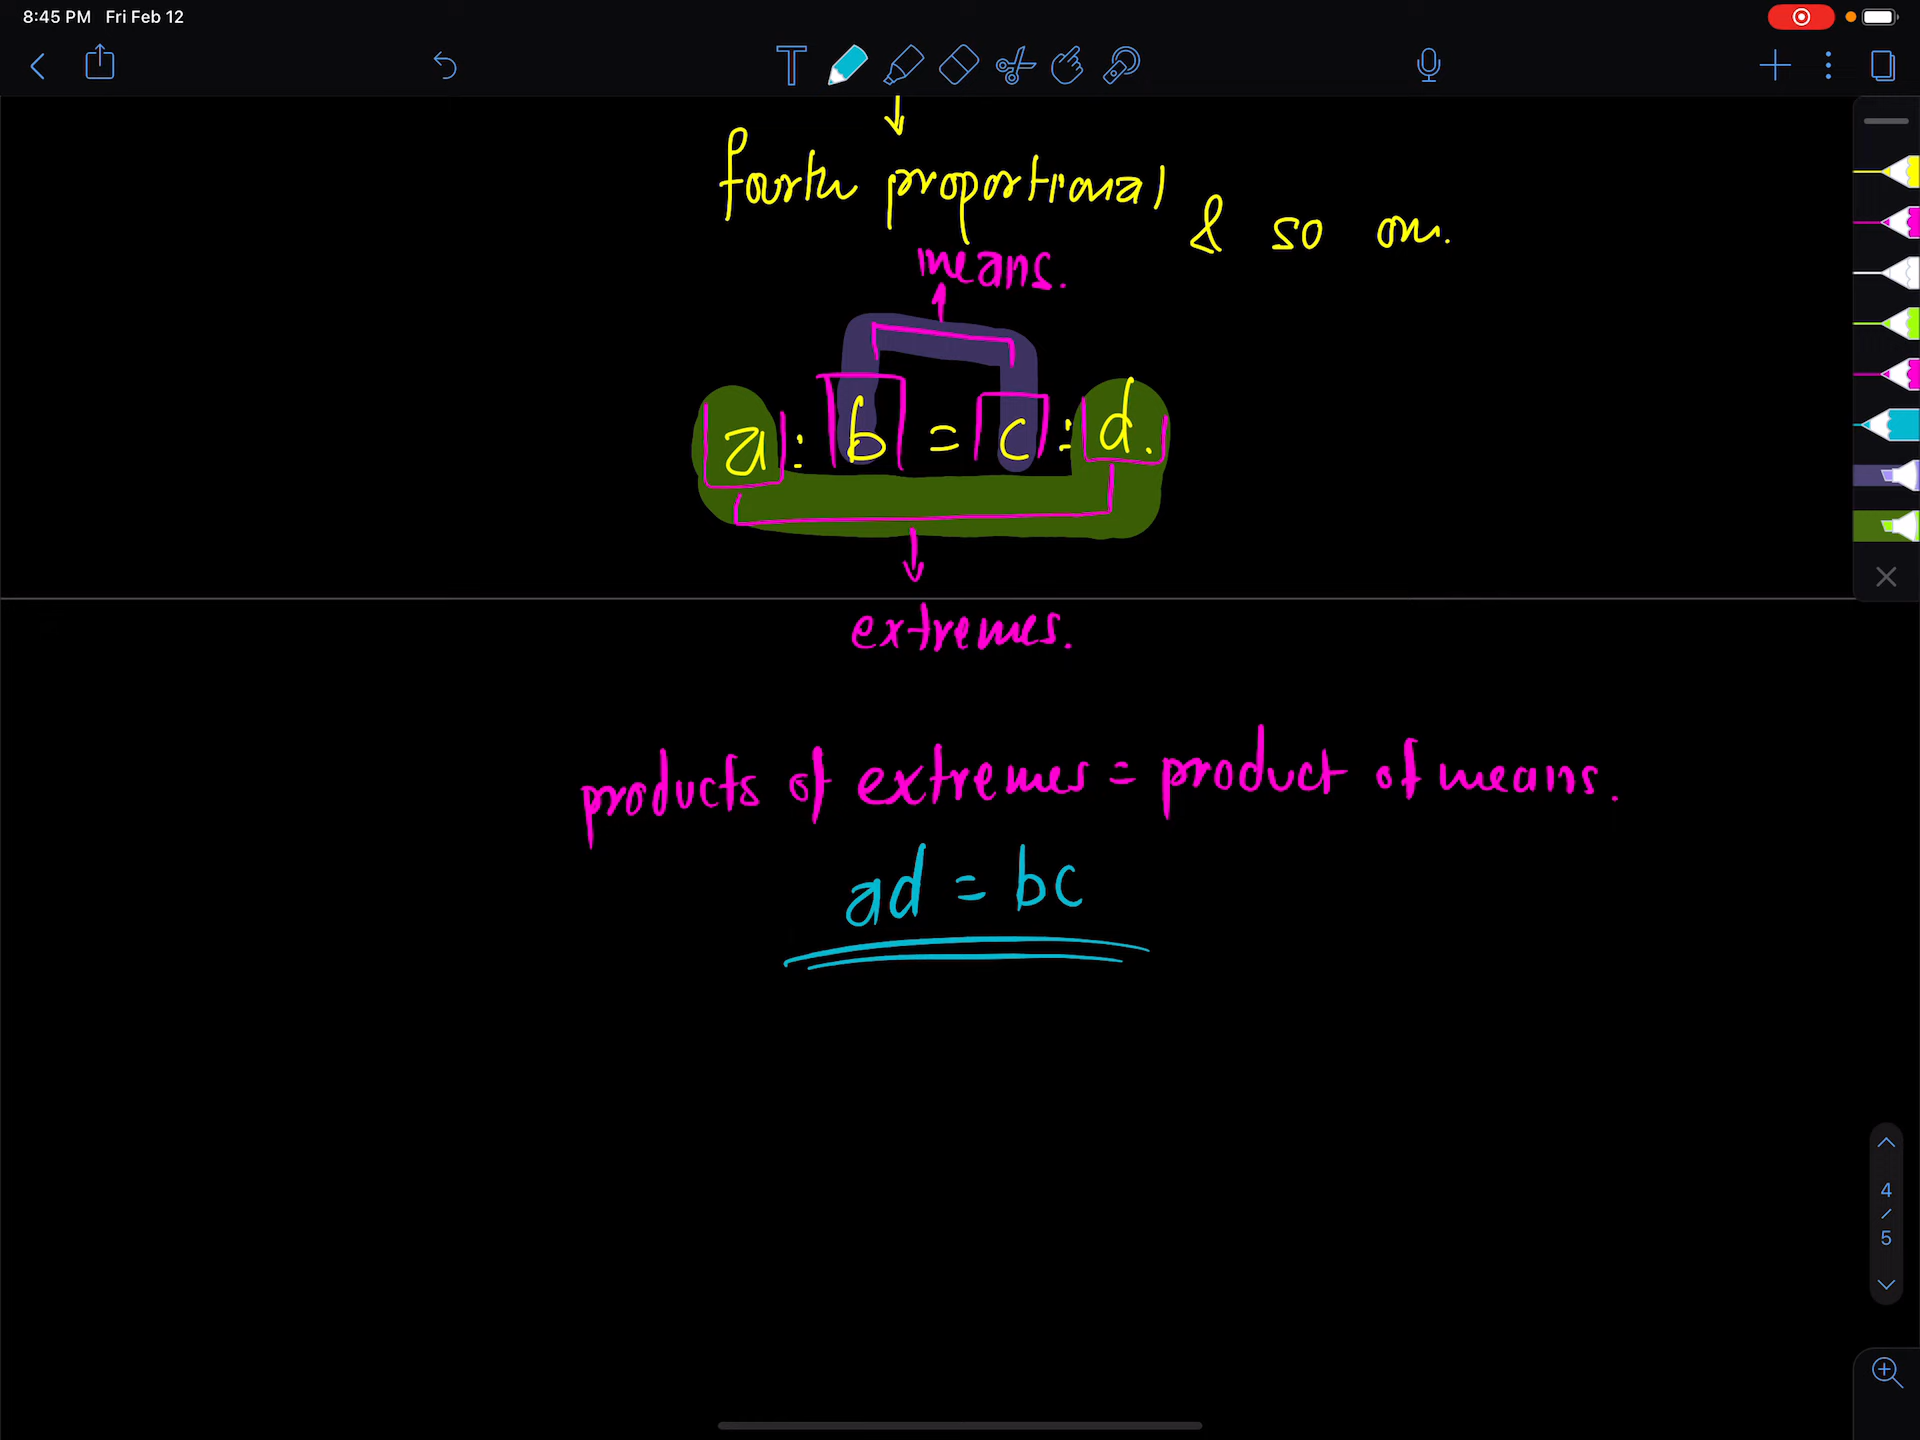 8:45 PM Fri Feb 12
fourth proportional & so on.
means.
a : b = c : d.
extremes.
products of extremes = product of means.
ad = bc
4
/
5